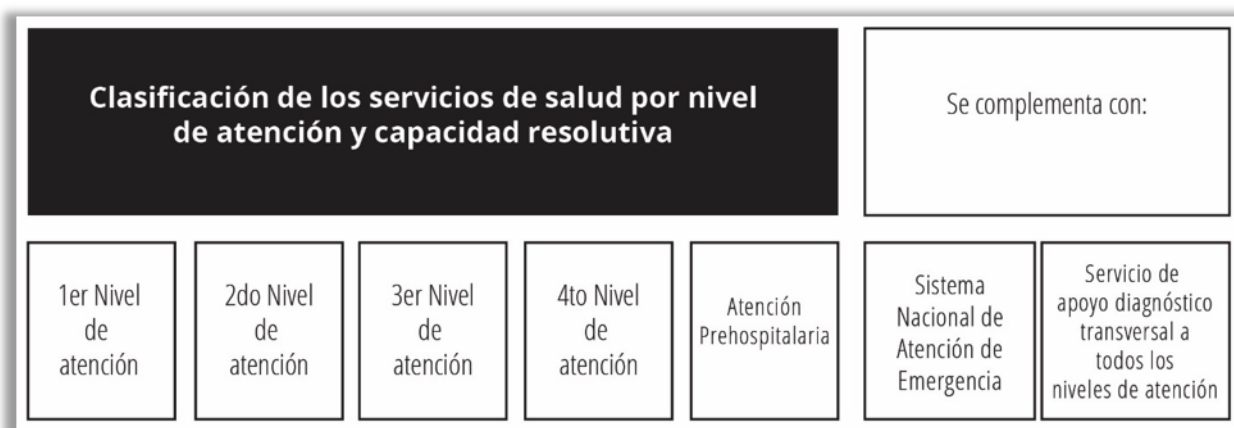 Clasificación de los servicios de salud por nivel
de atención y capacidad resolutiva
Se complementa con:
1er Nivel
de
atención
2do Nivel
de
atención
3er Nivel
de
atención
4to Nivel
de
atención
Atención
Prehospitalaria
Sistema
Nacional de
Atención de
Emergencia
Servicio de
apoyo diagnóstico
transversal a
todos los
niveles de atención